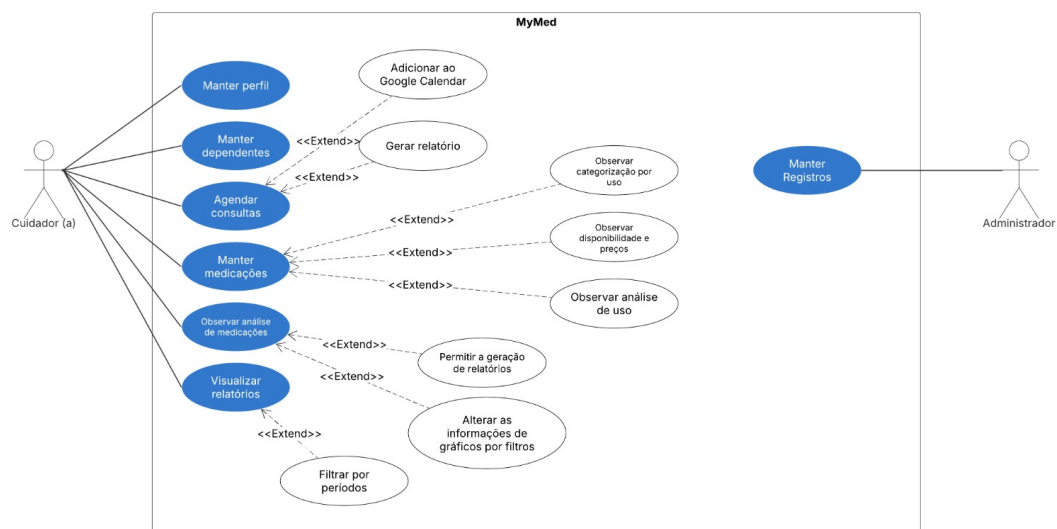 MyMed
Adicionar ao
Google Calendar
Manter perfil
<<Extend>>
Manter
dependentes
Gerar relatório
<<Extend>>
Observar
categorização por
uso
Manter
Registros
Agendar
consultas
Cuidador (a)
Administrador
<<Extend>>
Observar
disponibilidade e
preços
<<Extend>>
Manter
medicações
<<Extend>>
Observar análise
de uso
Observar análise
de medicações
<<Extend>>
Permitir a geração
de relatórios
Visualizar
relatórios
<<Extend>>
Alterar as
informações de
gráficos por filtros
<<Extend>>
Filtrar por
períodos